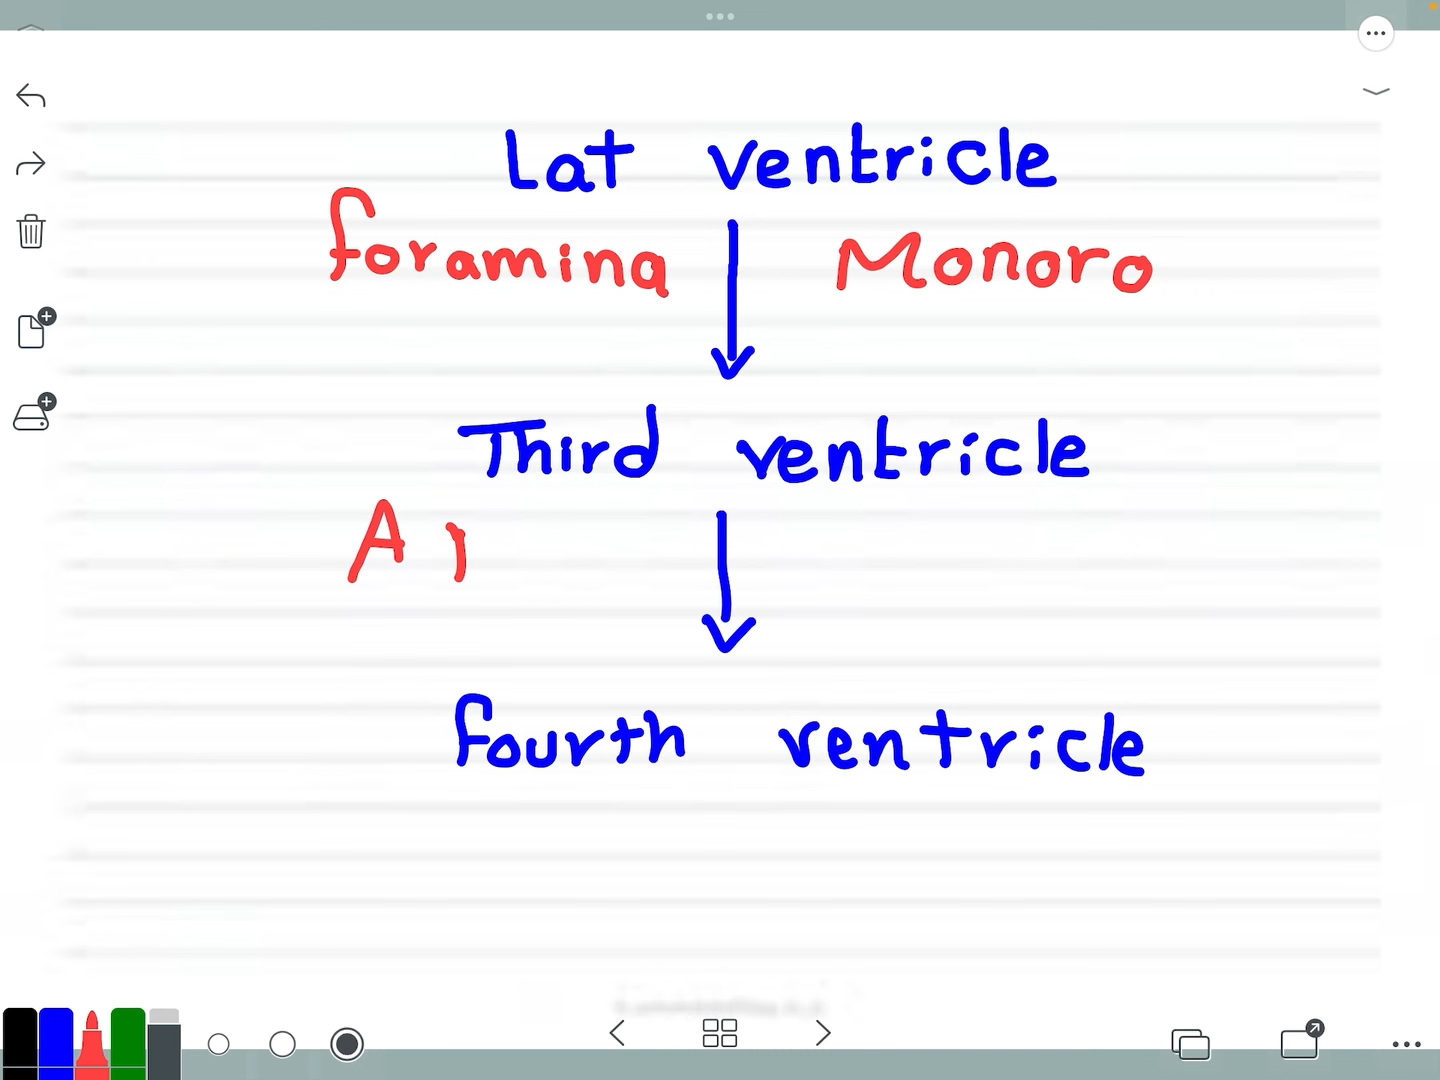 Lat ventricle
foramina Monoro
Third ventricle
A
fourth ventricle